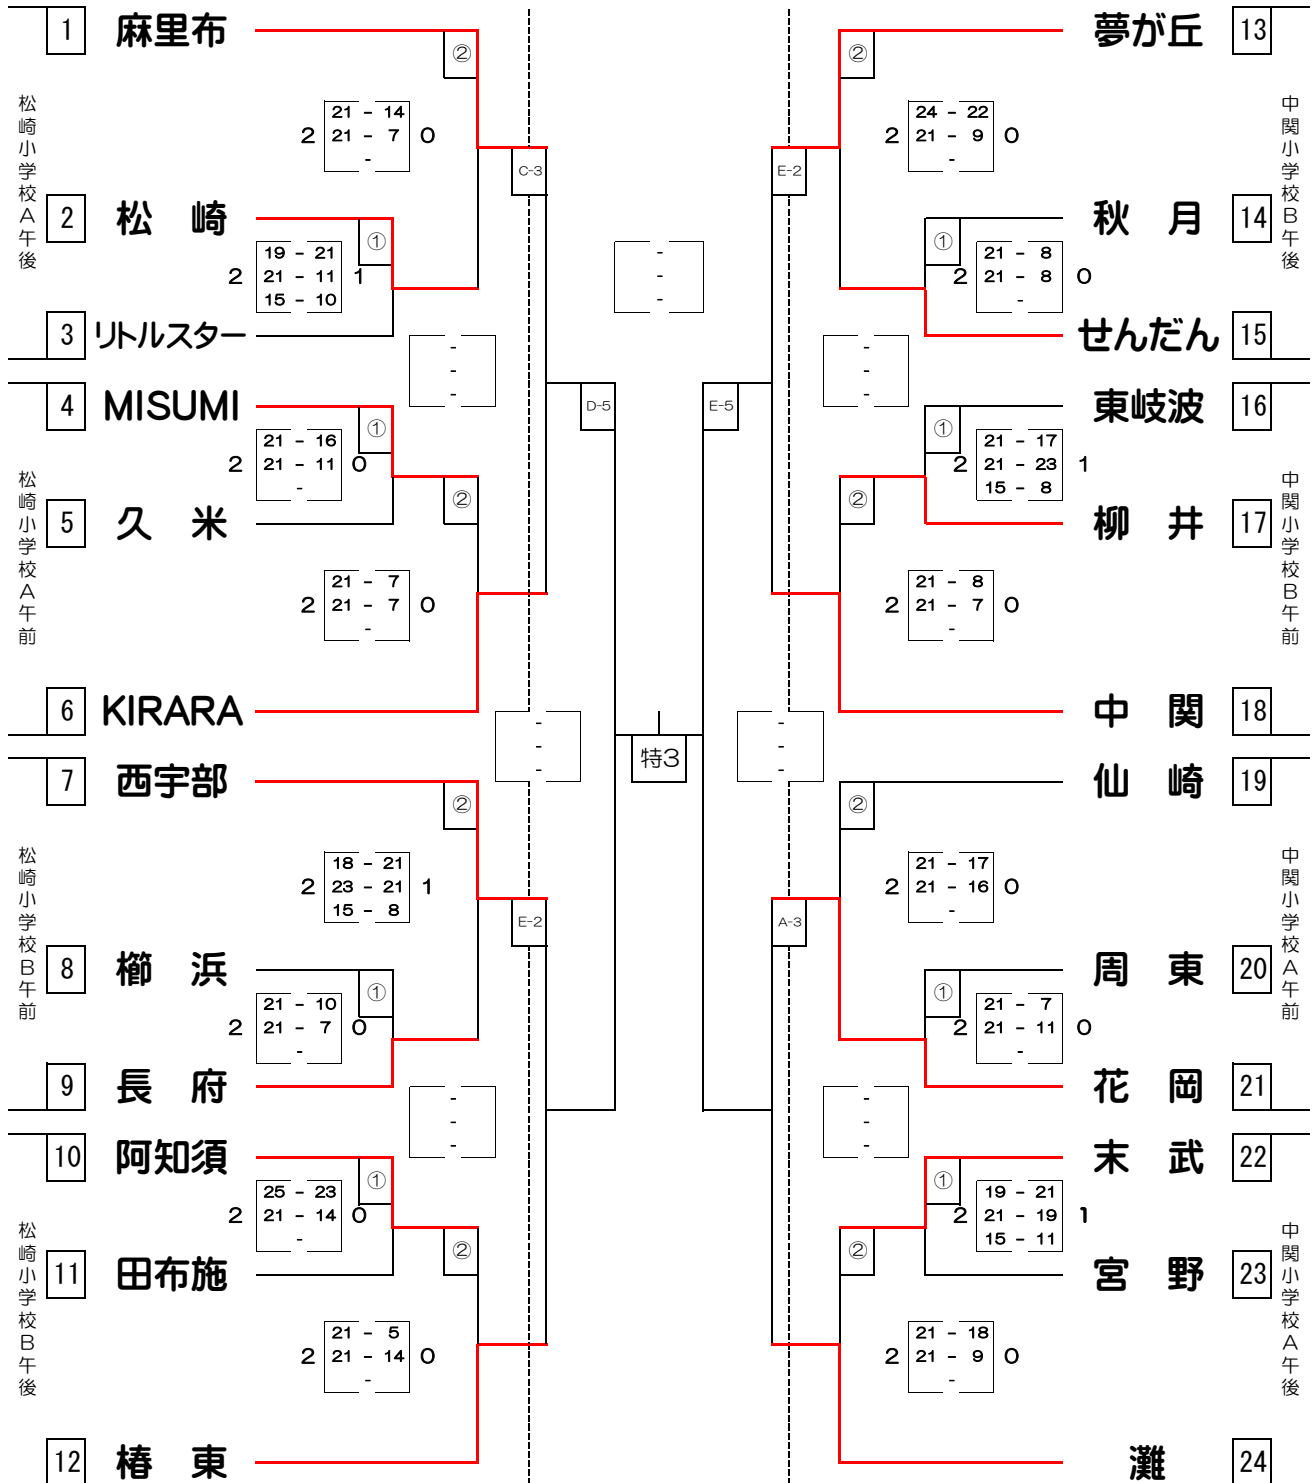 1 麻里布
②
松崎小学校A午後
21 - 14
2 21 - 7 0
-
C-3
2 松 崎
①
19 - 21
2 21 - 11 1
15 - 10
3 リトルスター
-
-
-
4 MISUMI
①
D-5
21 - 16
2 21 - 11 0
-
松崎小学校A午前
②
5 久 米
21 - 7
2 21 - 7 0
-
6 KIRARA
-
-
-
7 西宇部
②
松崎小学校B午前
18 - 21
2 23 - 21 1
15 - 8
E-2
8 櫛 浜
①
21 - 10
2 21 - 7 0
-
9 長 府
-
-
-
10 阿知須
①
25 - 23
2 21 - 14 0
-
松崎小学校B午後
②
11 田布施
21 - 5
2 21 - 14 0
-
12 椿 東
-
-
-
特3
夢が丘 13
②
中関小学校B午後
24 - 22
2 21 - 9 0
-
E-2
秋 月 14
①
21 - 8
2 21 - 8 0
-
せんだん 15
-
-
-
東岐波 16
E-5
①
21 - 17
2 21 - 23 1
15 - 8
中関小学校B午前
②
柳 井 17
21 - 8
2 21 - 7 0
-
中 関 18
-
-
-
仙 崎 19
②
中関小学校A午前
21 - 17
2 21 - 16 0
-
A-3
周 東 20
①
21 - 7
2 21 - 11 0
-
花 岡 21
-
-
-
末 武 22
①
19 - 21
2 21 - 19 1
15 - 11
中関小学校A午後
②
宮 野 23
21 - 18
2 21 - 9 0
-
灘 24